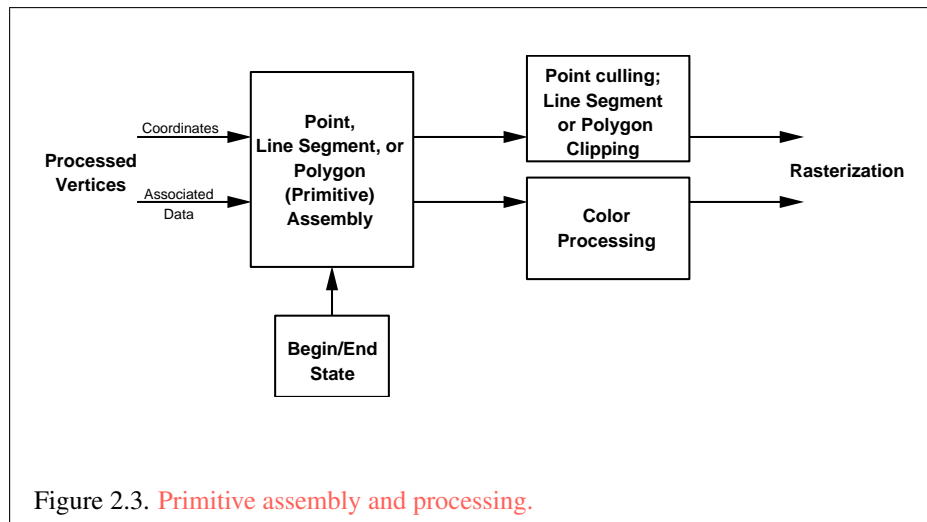 Coordinates
Processed
Vertices
Associated
Data
Point,
Line Segment, or
Polygon
(Primitive)
Assembly
Begin/End
State
Point culling;
Line Segment
or Polygon
Clipping
Color
Processing
Rasterization
Figure 2.3. Primitive assembly and processing.